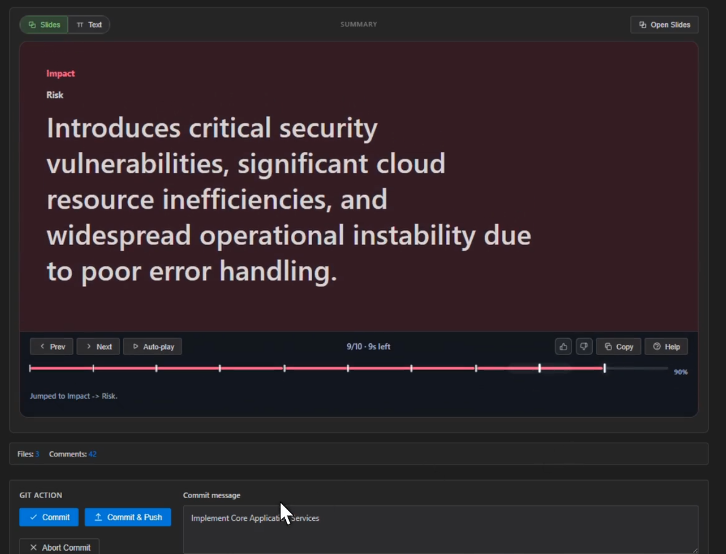 Slides
Text
SUMMARY
Open Slides
Impact
Risk
Introduces critical security
vulnerabilities, significant cloud
resource inefficiencies, and
widespread operational instability due
to poor error handling.
Prev
Next
Auto-play
9/10 · 9s left
Copy
Help
90%
Jumped to Impact -> Risk.
Files: 3 Comments: 42
GIT ACTION
Commit message
Commit
Commit & Push
Implement Core Application Services
Abort Commit